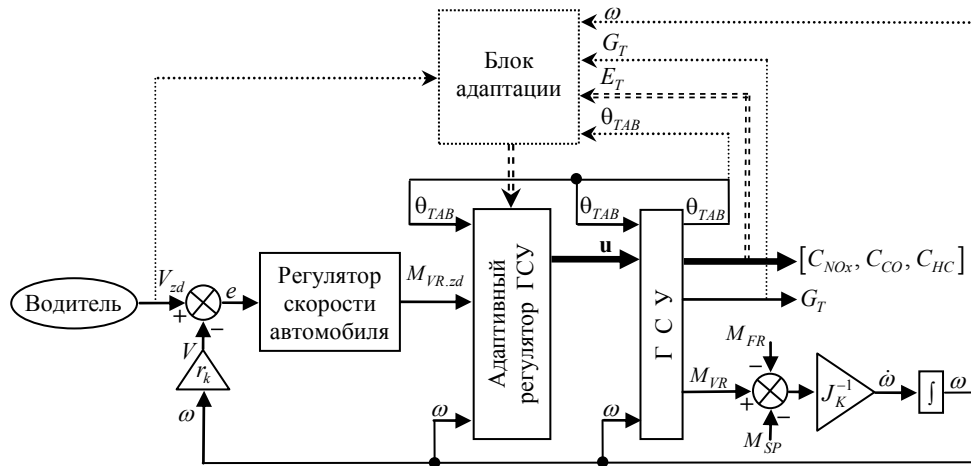 ω
G_T
E_T
θ_TAB
Блок
адаптации
θ_TAB
θ_TAB
θ_TAB
Водитель
V_zd
+
−
e
Регулятор
скорости
автомобиля
M_VR.zd
Адаптивный
регулятор ГСУ
u
Г С У
[C_NOx, C_CO, C_HC]
G_T
M_FR
−
M_VR
+
−
M_SP
J_K^-1
ω̇
∫
ω
V
r_k
ω
ω
ω